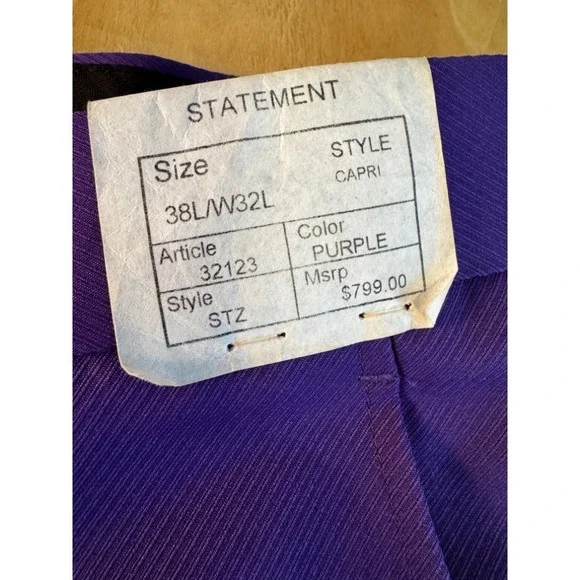 STATEMENT
Size
STYLE
CAPRI
38L/W32L
Article
32123
Color
PURPLE
Style
STZ
Msrp
$799.00